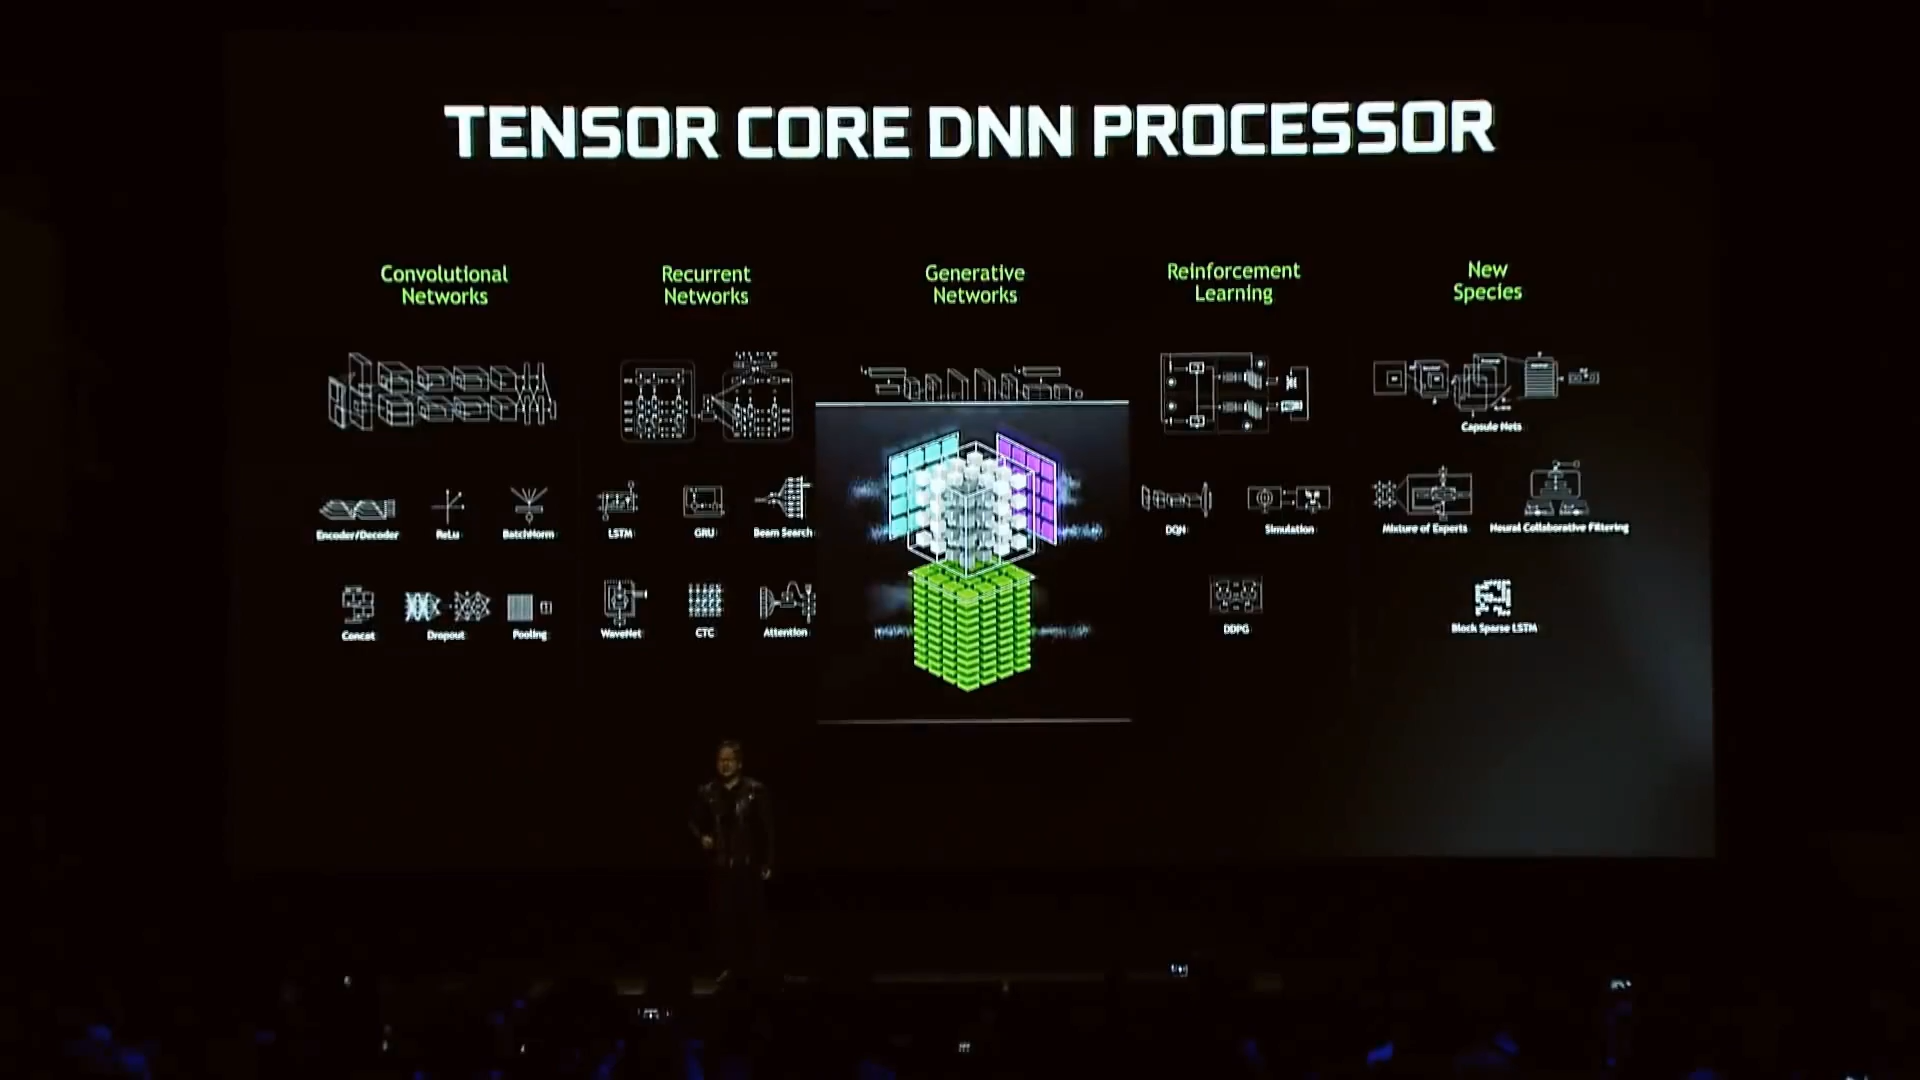 TENSOR CORE DNN PROCESSOR
Convolutional
Networks
Recurrent
Networks
Generative
Networks
Reinforcement
Learning
New
Species
Capsule Nets
Encoder/Decoder
ReLu
BatchNorm
LSTM
GRU
Beam Search
DQN
Simulation
Mixture of Experts
Neural Collaborative Filtering
Concat
Dropout
Pooling
WaveNet
CTC
Attention
DDPG
Block Sparse LSTM